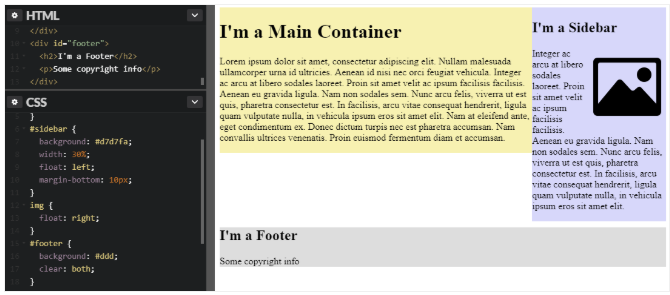 HTML
</div>
<div id="footer">
<h2>I'm a Footer</h2>
<p>Some copyright info</p>
</div>
CSS
}
#sidebar {
background: #d7d7fa;
width: 30%;
float: left;
margin-bottom: 10px;
}
img {
float: right;
}
#footer {
background: #ddd;
clear: both;
}
I'm a Main Container
Lorem ipsum dolor sit amet, consectetur adipiscing elit. Nullam malesuada
ullamcorper urna id ultricies. Aenean id nisi nec orci feugiat vehicula. Integer
ac arcu at libero sodales laoreet. Proin sit amet velit ac ipsum facilisis facilisis.
Aenean eu gravida ligula. Nam non sodales sem. Nunc arcu felis, viverra ut est
quis, pharetra consectetur est. In facilisis, arcu vitae consequat hendrerit, ligula
quam vulputate nulla, in vehicula ipsum eros sit amet elit. Nam at eleifend ante,
eget condimentum ex. Donec dictum turpis nec est pharetra accumsan. Nam
convallis ultrices venenatis. Proin euismod fermentum diam et accumsan.
I'm a Sidebar
Integer ac
arcu at libero
sodales
laoreet. Proin
sit amet velit
ac ipsum
facilisis
facilisis.
Aenean eu gravida ligula. Nam
non sodales sem. Nunc arcu felis,
viverra ut est quis, pharetra
consectetur est. In facilisis, arcu
vitae consequat hendrerit, ligula
quam vulputate nulla, in vehicula
ipsum eros sit amet elit.
I'm a Footer
Some copyright info